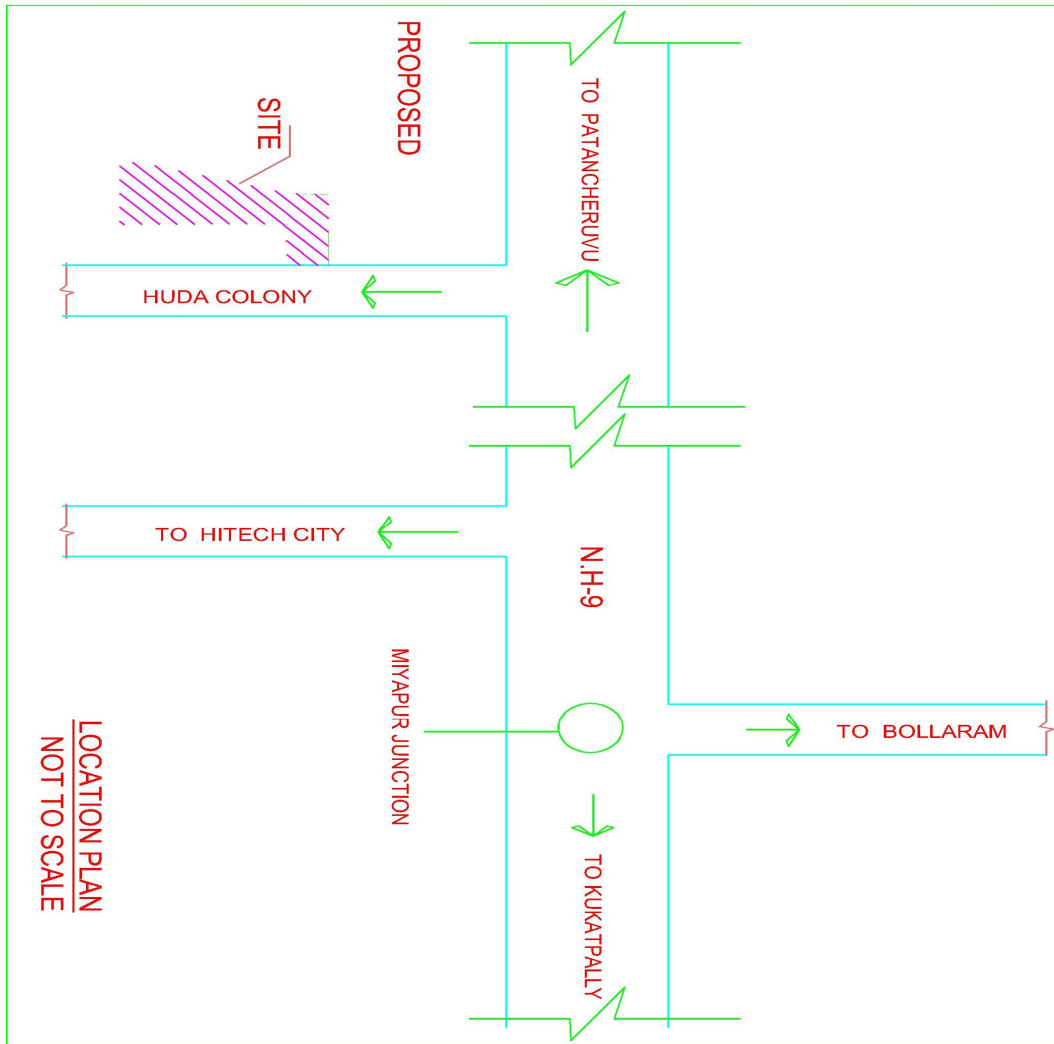 PROPOSED
SITE
TO PATANCHERUVU
HUDA COLONY
TO HITECH CITY
N.H-9
MIYAPUR JUNCTION
TO BOLLARAM
TO KUKATPALLY
LOCATION PLAN
NOT TO SCALE